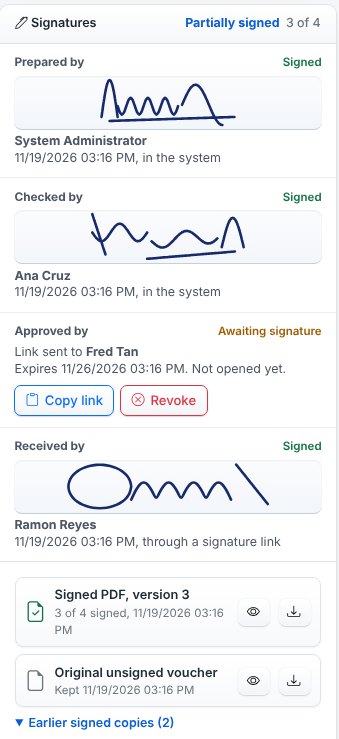 Signatures Partially signed 3 of 4
Prepared by Signed
System Administrator
11/19/2026 03:16 PM, in the system
Checked by Signed
Ana Cruz
11/19/2026 03:16 PM, in the system
Approved by Awaiting signature
Link sent to Fred Tan
Expires 11/26/2026 03:16 PM. Not opened yet.
Copy link Revoke
Received by Signed
Ramon Reyes
11/19/2026 03:16 PM, through a signature link
Signed PDF, version 3
3 of 4 signed, 11/19/2026 03:16
PM
Original unsigned voucher
Kept 11/19/2026 03:16 PM
▼ Earlier signed copies (2)